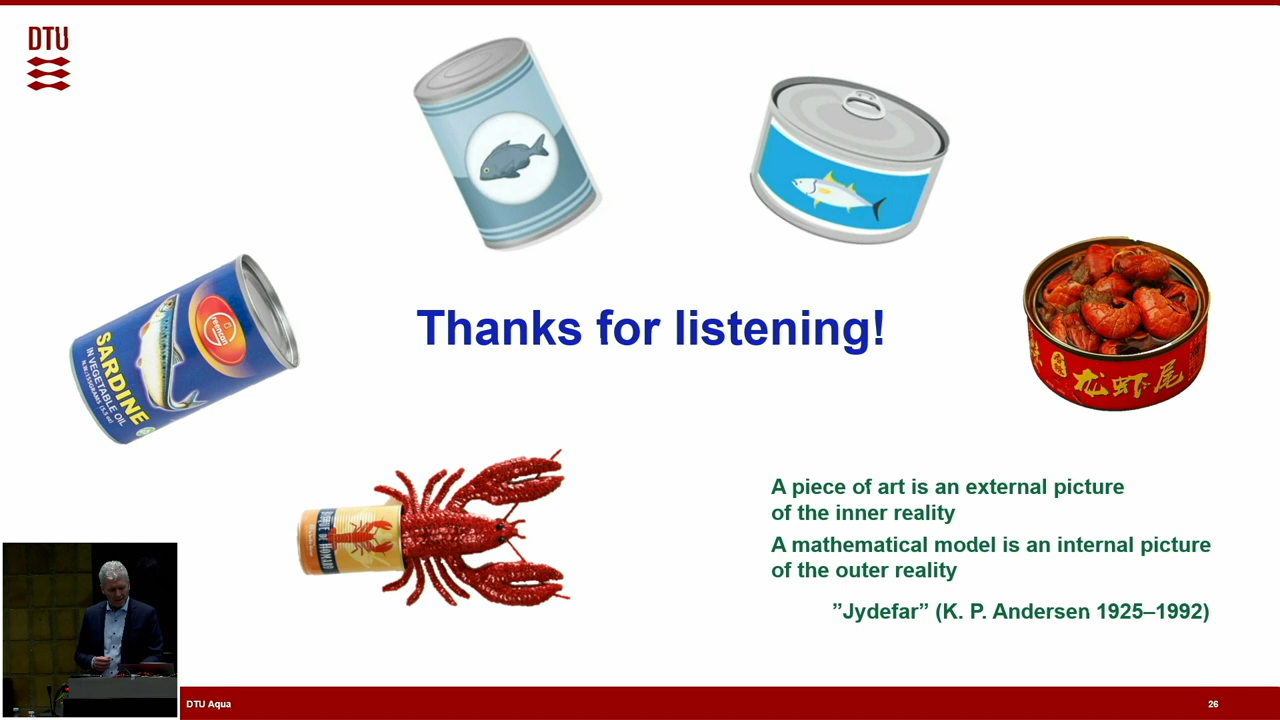 DTU
Thanks for listening!
SARDINE
IN VEGETABLE OIL
龙虾尾
A piece of art is an external picture
of the inner reality
A mathematical model is an internal picture
of the outer reality
”Jydefar” (K. P. Andersen 1925–1992)
DTU Aqua
26